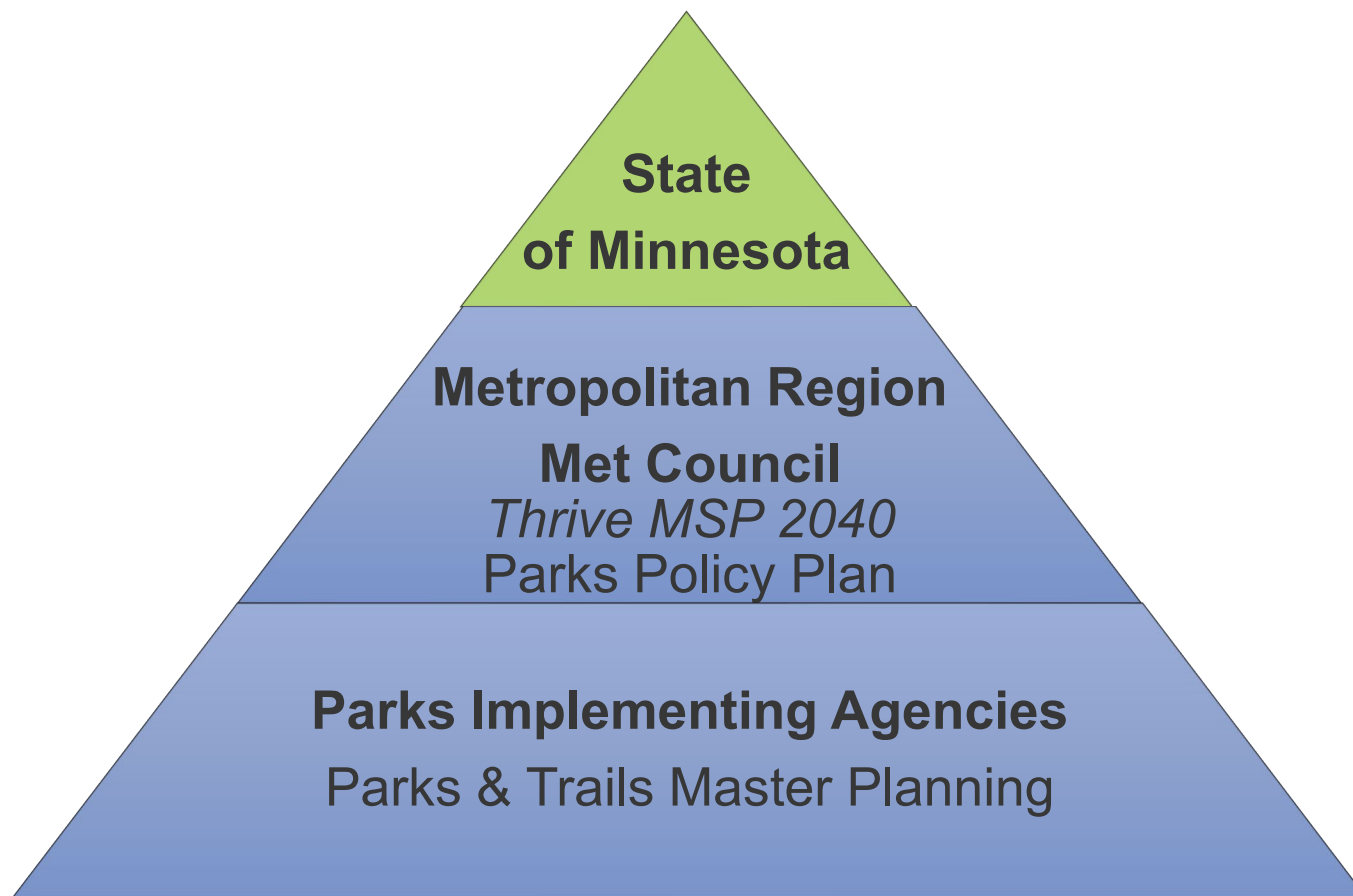 State
of Minnesota
Metropolitan Region
Met Council
Thrive MSP 2040
Parks Policy Plan
Parks Implementing Agencies
Parks & Trails Master Planning